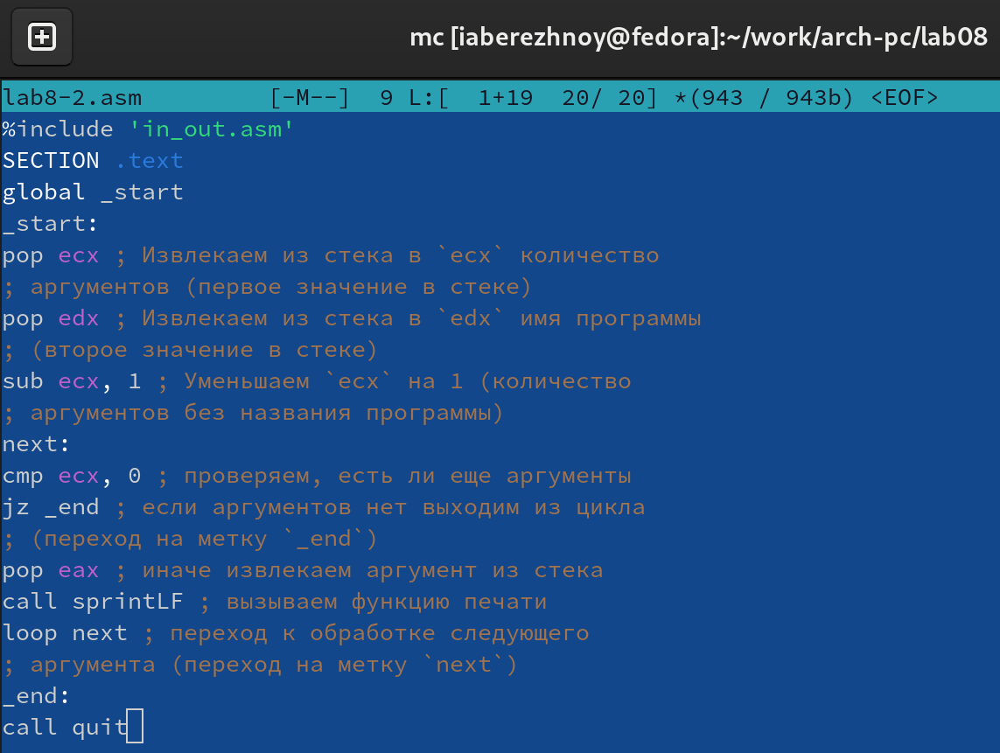 mc [iaberezhnoy@fedora]:~/work/arch-pc/lab08
lab8-2.asm [-M--] 9 L:[ 1+19 20/ 20] *(943 / 943b) <EOF>
%include 'in_out.asm'
SECTION .text
global _start
_start:
pop ecx ; Извлекаем из стека в `ecx` количество
; аргументов (первое значение в стеке)
pop edx ; Извлекаем из стека в `edx` имя программы
; (второе значение в стеке)
sub ecx, 1 ; Уменьшаем `ecx` на 1 (количество
; аргументов без названия программы)
next:
cmp ecx, 0 ; проверяем, есть ли еще аргументы
jz _end ; если аргументов нет выходим из цикла
; (переход на метку `_end`)
pop eax ; иначе извлекаем аргумент из стека
call sprintLF ; вызываем функцию печати
loop next ; переход к обработке следующего
; аргумента (переход на метку `next`)
_end:
call quit